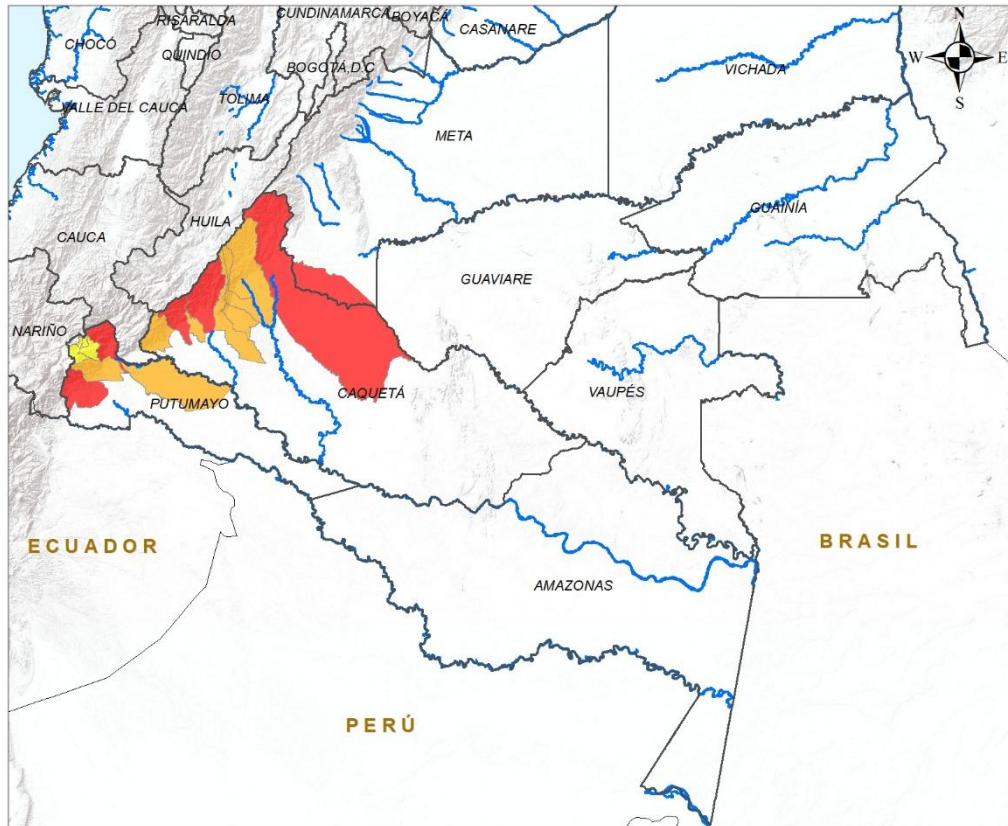 CUNDINAMARCA
BOYACÁ
RISARALDA
CASANARE
N
CHOCÓ
QUINDIO
W
E
BOGOTÁ, D.C
VICHADA
S
TOLIMA
VALLE DEL CAUCA
META
GUAINÍA
HUILA
CAUCA
GUAVIARE
NARIÑO
CAQUETÁ
VAUPÉS
PUTUMAYO
ECUADOR
BRASIL
AMAZONAS
PERÚ